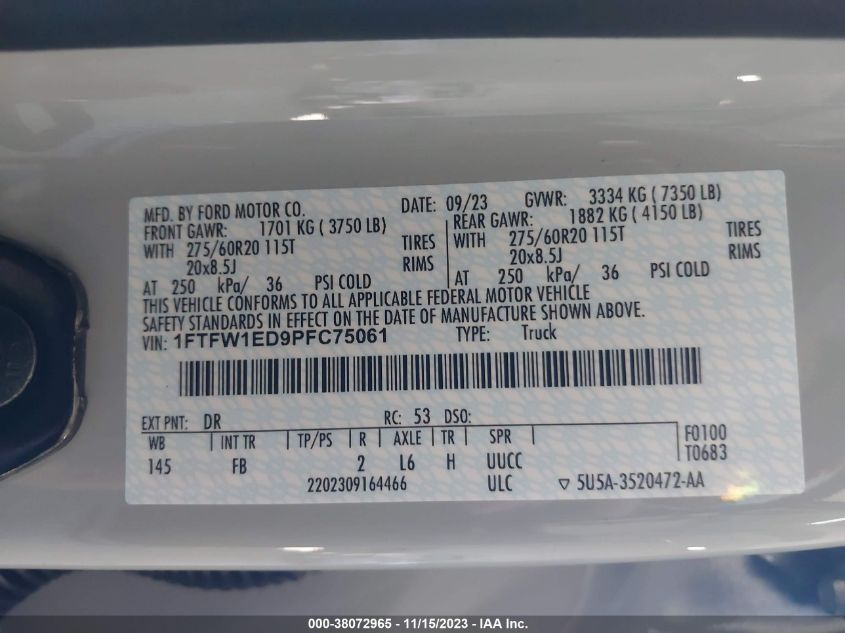 MFD. BY FORD MOTOR CO. DATE: 09/23 GVWR: 3334 KG ( 7350 LB)
FRONT GAWR: 1701 KG ( 3750 LB) REAR GAWR: 1882 KG ( 4150 LB)
WITH 275/60R20 115T TIRES WITH 275/60R20 115T TIRES
20x8.5J RIMS 20x8.5J RIMS
AT 250 kPa/ 36 PSI COLD AT 250 kPa/ 36 PSI COLD
THIS VEHICLE CONFORMS TO ALL APPLICABLE FEDERAL MOTOR VEHICLE
SAFETY STANDARDS IN EFFECT ON THE DATE OF MANUFACTURE SHOWN ABOVE.
VIN: 1FTFW1ED9PFC75061 TYPE: Truck
EXT PNT: DR RC: 53 DSO:
WB INT TR TP/PS R AXLE TR SPR F0100
145 FB 2 L6 H UUCC T0683
2202309164466 ULC ▽ 5U5A-3520472-AA
000-38072965 - 11/15/2023 - IAA Inc.